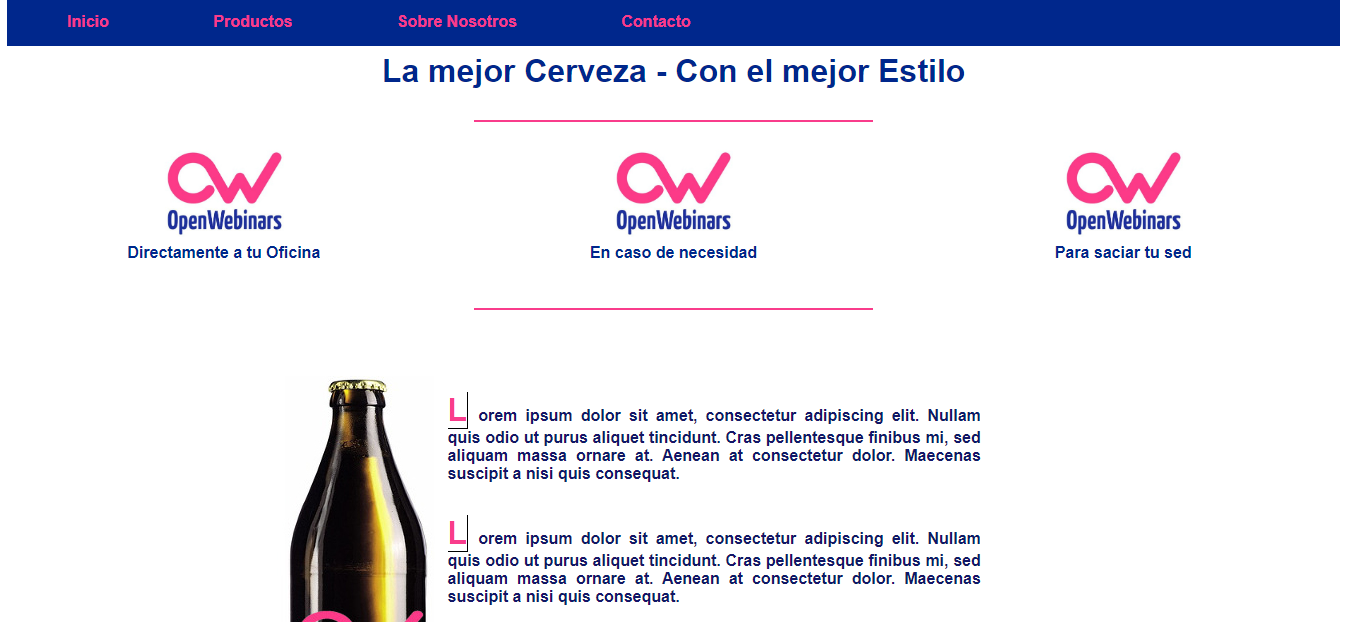 Inicio Productos Sobre Nosotros Contacto
La mejor Cerveza - Con el mejor Estilo
OpenWebinars OpenWebinars OpenWebinars
Directamente a tu Oficina En caso de necesidad Para saciar tu sed
Lorem ipsum dolor sit amet, consectetur adipiscing elit. Nullam
quis odio ut purus aliquet tincidunt. Cras pellentesque finibus mi, sed
aliquam massa ornare at. Aenean at consectetur dolor. Maecenas
suscipit a nisi quis consequat.
Lorem ipsum dolor sit amet, consectetur adipiscing elit. Nullam
quis odio ut purus aliquet tincidunt. Cras pellentesque finibus mi, sed
aliquam massa ornare at. Aenean at consectetur dolor. Maecenas
suscipit a nisi quis consequat.